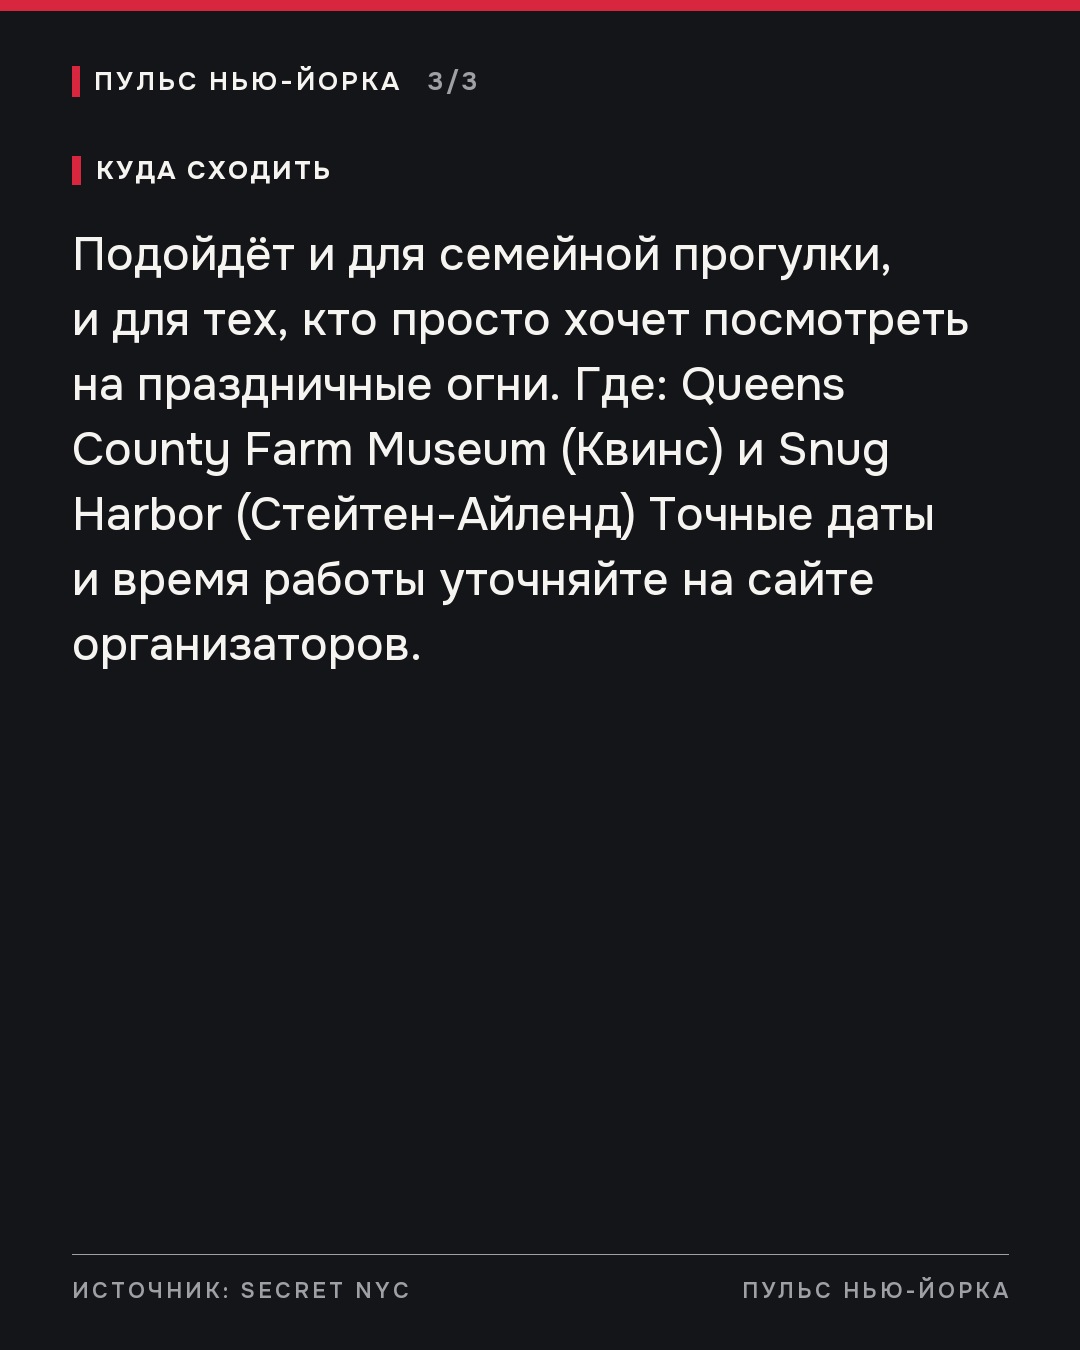 ПУЛЬС НЬЮ-ЙОРКА 3/3
КУДА СХОДИТЬ
Подойдёт и для семейной прогулки,
и для тех, кто просто хочет посмотреть
на праздничные огни. Где: Queens
County Farm Museum (Квинс) и Snug
Harbor (Стейтен-Айленд) Точные даты
и время работы уточняйте на сайте
организаторов.
ИСТОЧНИК: SECRET NYC
ПУЛЬС НЬЮ-ЙОРКА